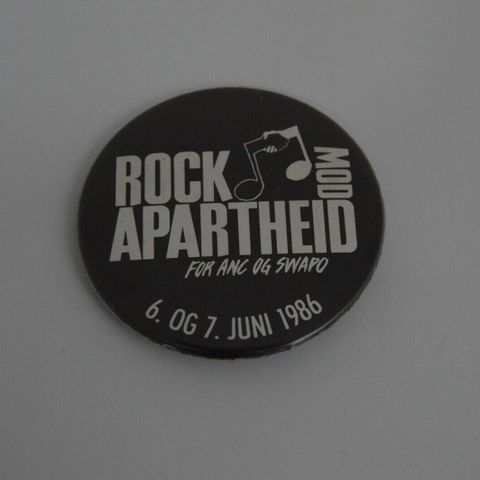 ROCK MOD
APARTHEID
FOR ANC OG SWAPO
6. OG 7. JUNI 1986